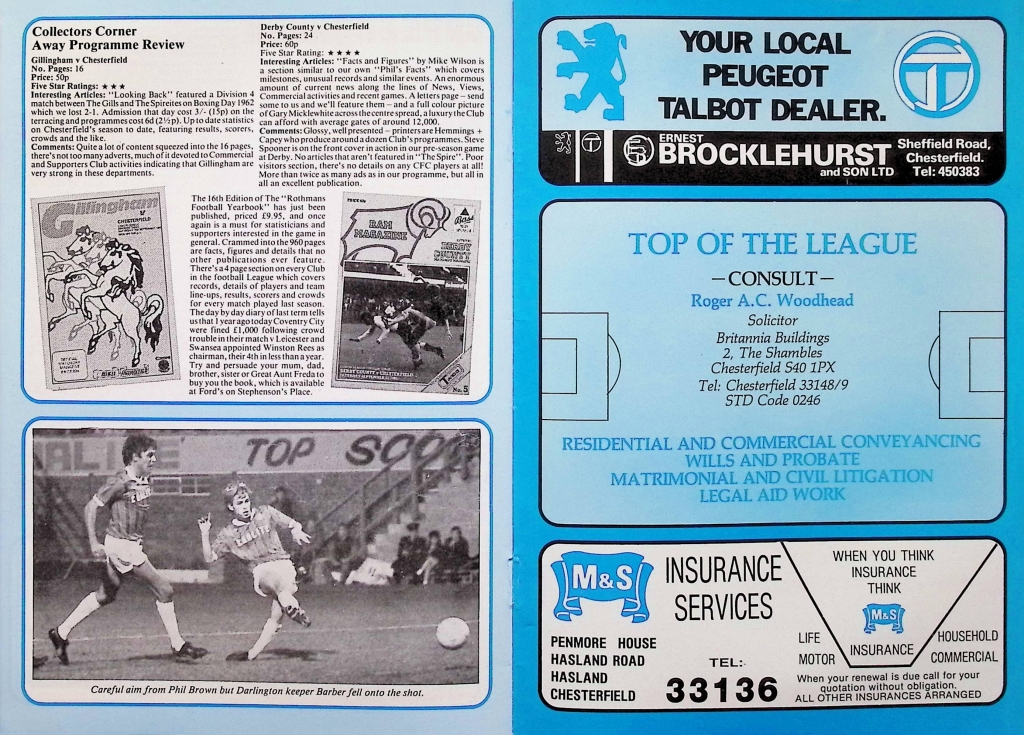 Collectors Corner
Away Programme Review
Gillingham v Chesterfield
No. Pages: 16
Price: 50p
Five Star Ratings: ★ ★ ★
Interesting Articles: "Looking Back" featured a Division 4
match between The Gills and The Spireites on Boxing Day 1962
which we lost 2-1. Admission that day cost 3/- (15p) on the
terracing and programmes cost 6d (2½p). Up to date statistics
on Chesterfield's season to date, featuring results, scorers,
crowds and the like.
Comments: Quite a lot of content squeezed into the 16 pages,
there's not too many adverts, much of it devoted to Commercial
and Supporters Club activities indicating that Gillingham are
very strong in these departments.
Derby County v Chesterfield
No. Pages: 24
Price: 60p
Five Star Rating: ★ ★ ★ ★
Interesting Articles: "Facts and Figures" by Mike Wilson is
a section similar to our own "Phil's Facts" which covers
milestones, unusual records and similar events. An enormous
amount of current news along the lines of News, Views,
Commercial activities and recent games. A letters page – send
some to us and we'll feature them – and a full colour picture
of Gary Micklewhite across the centre spread, a luxury the Club
can afford with average gates of around 12,000.
Comments: Glossy, well presented – printers are Hemmings +
Capey who produce around a dozen Club's programmes. Steve
Spooner is on the front cover in action in our pre-season game
at Derby. No articles that aren't featured in "The Spire". Poor
visitors section, there's no details on any CFC players at all!
More than twice as many ads as in our programme, but all in
all an excellent publication.
Gillingham
V
CHESTERFIELD
The 16th Edition of The "Rothmans
Football Yearbook" has just been
published, priced £9.95, and once
again is a must for statisticians and
supporters interested in the game in
general. Crammed into the 960 pages
are facts, figures and details that no
other publications ever feature.
There's a 4 page section on every Club
in the football League which covers
records, details of players and team
line-ups, results, scorers and crowds
for every match played last season.
The day by day diary of last term tells
us that 1 year ago today Coventry City
were fined £1,000 following crowd
trouble in their match v Leicester and
Swansea appointed Winston Rees as
chairman, their 4th in less than a year.
Try and persuade your mum, dad,
brother, sister or Great Aunt Freda to
buy you the book, which is available
at Ford's on Stephenson's Place.
RAM
MAGAZINE
Bass
DERBY
COUNTY
DERBY COUNTY v CHESTERFIELD
No. 5
TOP SCO
Careful aim from Phil Brown but Darlington keeper Barber fell onto the shot.
YOUR LOCAL
PEUGEOT
TALBOT DEALER.
ERNEST
BROCKLEHURST
and SON LTD
Sheffield Road,
Chesterfield.
Tel: 450383
TOP OF THE LEAGUE
– CONSULT –
Roger A.C. Woodhead
Solicitor
Britannia Buildings
2, The Shambles
Chesterfield S40 1PX
Tel: Chesterfield 33148/9
STD Code 0246
RESIDENTIAL AND COMMERCIAL CONVEYANCING
WILLS AND PROBATE
MATRIMONIAL AND CIVIL LITIGATION
LEGAL AID WORK
M&S
INSURANCE
SERVICES
PENMORE HOUSE
HASLAND ROAD
HASLAND
CHESTERFIELD
TEL:
33136
WHEN YOU THINK
INSURANCE
THINK
M&S
INSURANCE
LIFE
MOTOR
HOUSEHOLD
COMMERCIAL
When your renewal is due call for your
quotation without obligation.
ALL OTHER INSURANCES ARRANGED